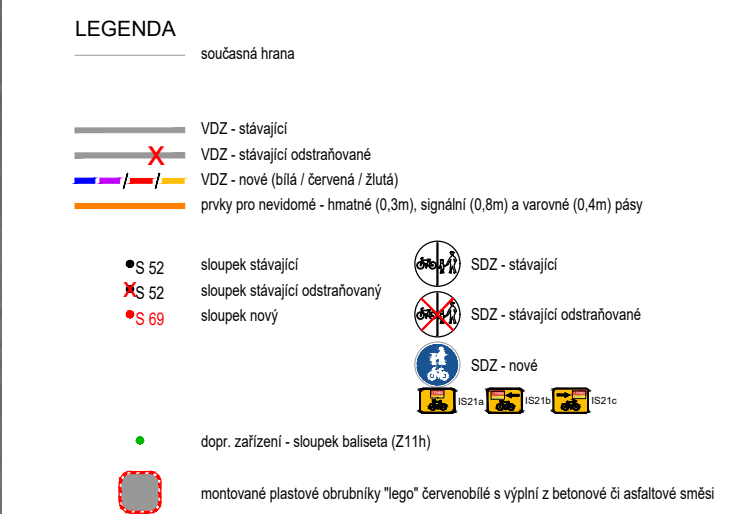 LEGENDA
současná hrana
VDZ - stávající
X VDZ - stávající odstraňované
VDZ - nové (bílá / červená / žlutá)
prvky pro nevidomé - hmatné (0,3m), signální (0,8m) a varovné (0,4m) pásy
S 52 sloupek stávající
X S 52 sloupek stávající odstraňovaný
S 69 sloupek nový
SDZ - stávající
SDZ - stávající odstraňované
SDZ - nové
IS21a IS21b IS21c
dopr. zařízení - sloupek baliseta (Z11h)
montované plastové obrubníky "lego" červenobílé s výplní z betonové či asfaltové směsi